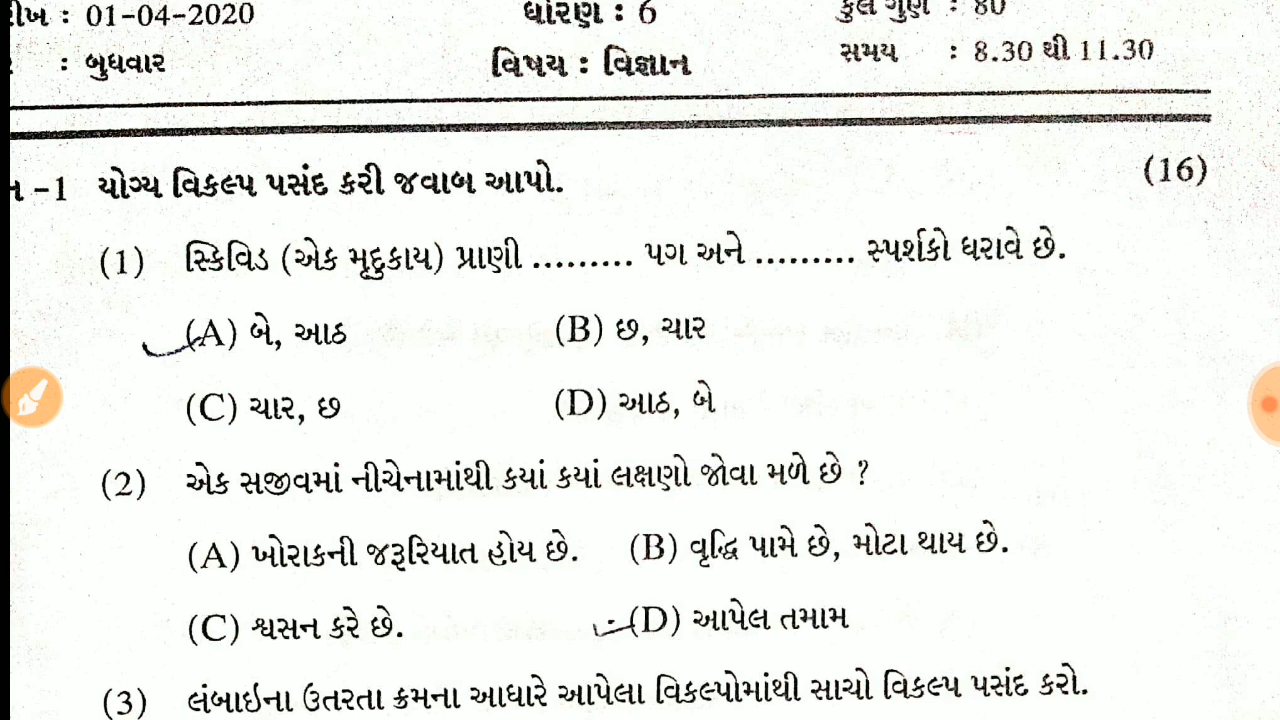 : 01-04-2020 ધોરણ : 6 કુલ ગુણ : 80
: બુધવાર વિષય : વિજ્ઞાન સમય : 8.30 થી 11.30
-1 યોગ્ય વિકલ્પ પસંદ કરી જવાબ આપો. (16)
(1) સ્ક્વિડ (એક મૃદુકાય) પ્રાણી ......... પગ અને ......... સ્પર્શકો ધરાવે છે.
(A) બે, આઠ (B) છ, ચાર
(C) ચાર, છ (D) આઠ, બે
(2) એક સજીવમાં નીચેનામાંથી કયાં કયાં લક્ષણો જોવા મળે છે ?
(A) ખોરાકની જરૂરિયાત હોય છે. (B) વૃદ્ધિ પામે છે, મોટા થાય છે.
(C) શ્વસન કરે છે. (D) આપેલ તમામ
(3) લંબાઇના ઉતરતા ક્રમના આધારે આપેલા વિકલ્પોમાંથી સાચો વિકલ્પ પસંદ કરો.